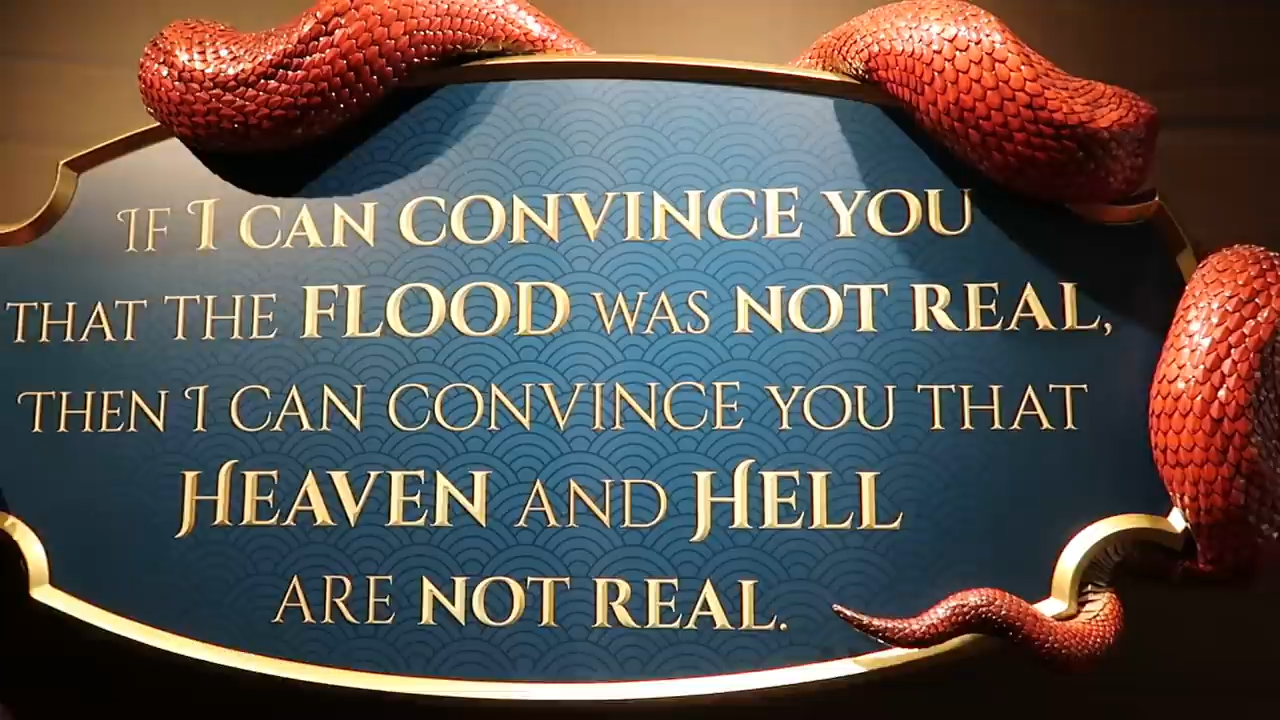 IF I CAN CONVINCE YOU
THAT THE FLOOD WAS NOT REAL,
THEN I CAN CONVINCE YOU THAT
HEAVEN AND HELL
ARE NOT REAL.